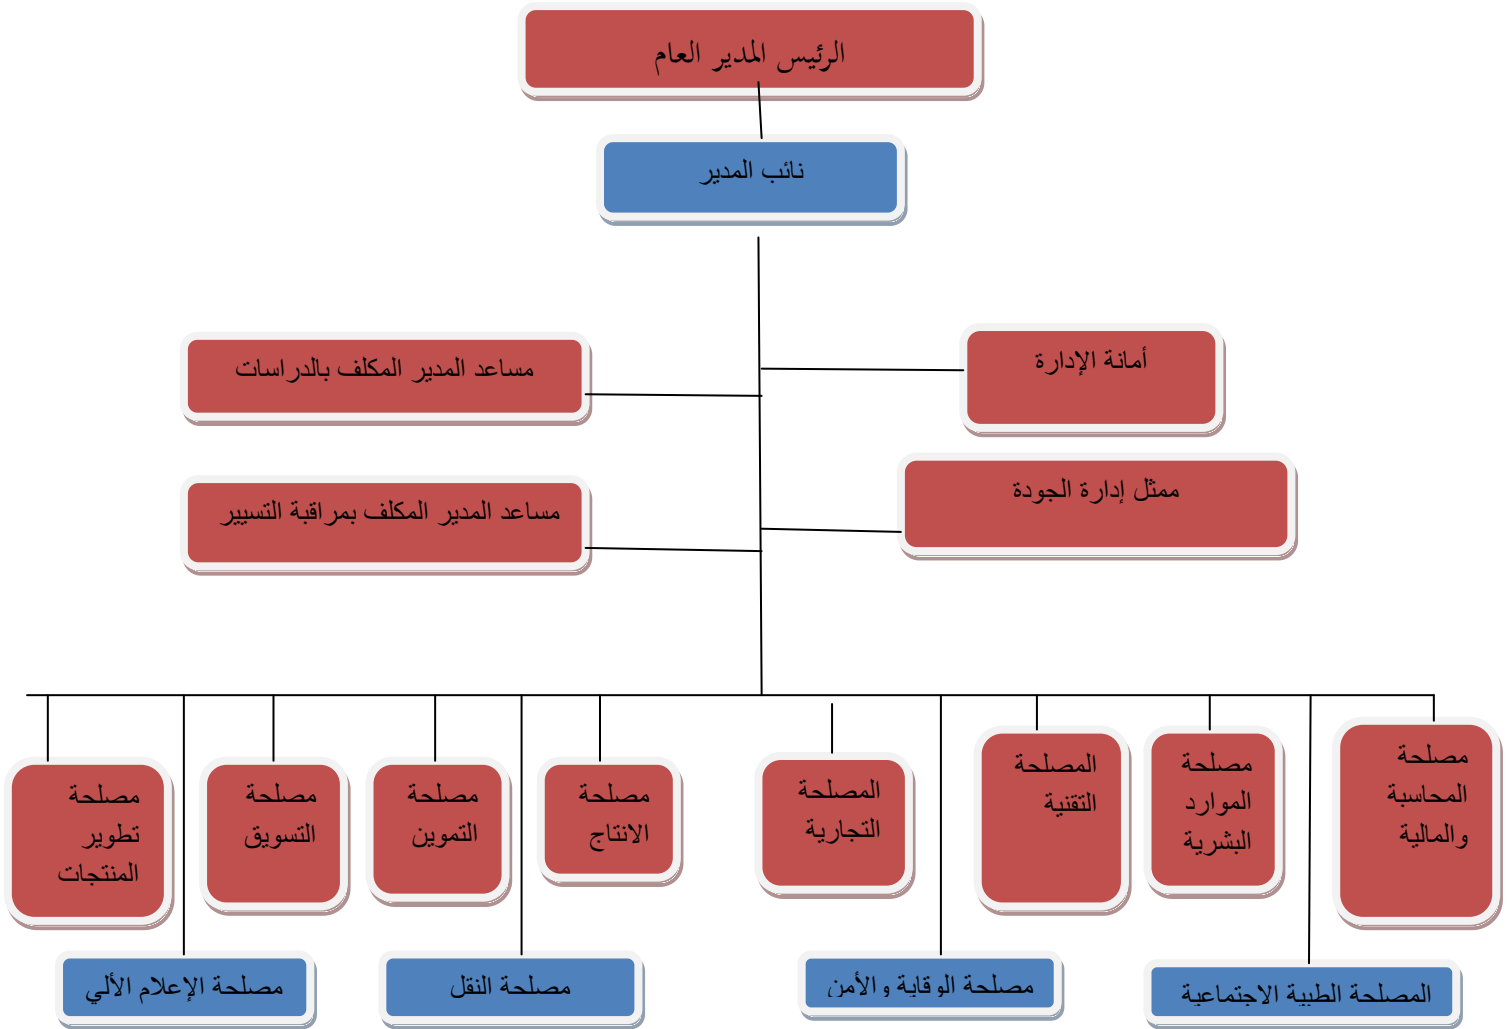 الرئيس المدير العام
نائب المدير
أمانة الإدارة
مساعد المدير المكلف بالدراسات
ممثل إدارة الجودة
مساعد المدير المكلف بمراقبة التسيير
مصلحة
المحاسبة
والمالية
مصلحة
الموارد
البشرية
المصلحة
التقنية
المصلحة
التجارية
مصلحة
الانتاج
مصلحة
التموين
مصلحة
التسويق
مصلحة
تطوير
المنتجات
المصلحة الطبية الاجتماعية
مصلحة الوقاية والأمن
مصلحة النقل
مصلحة الإعلام الألي